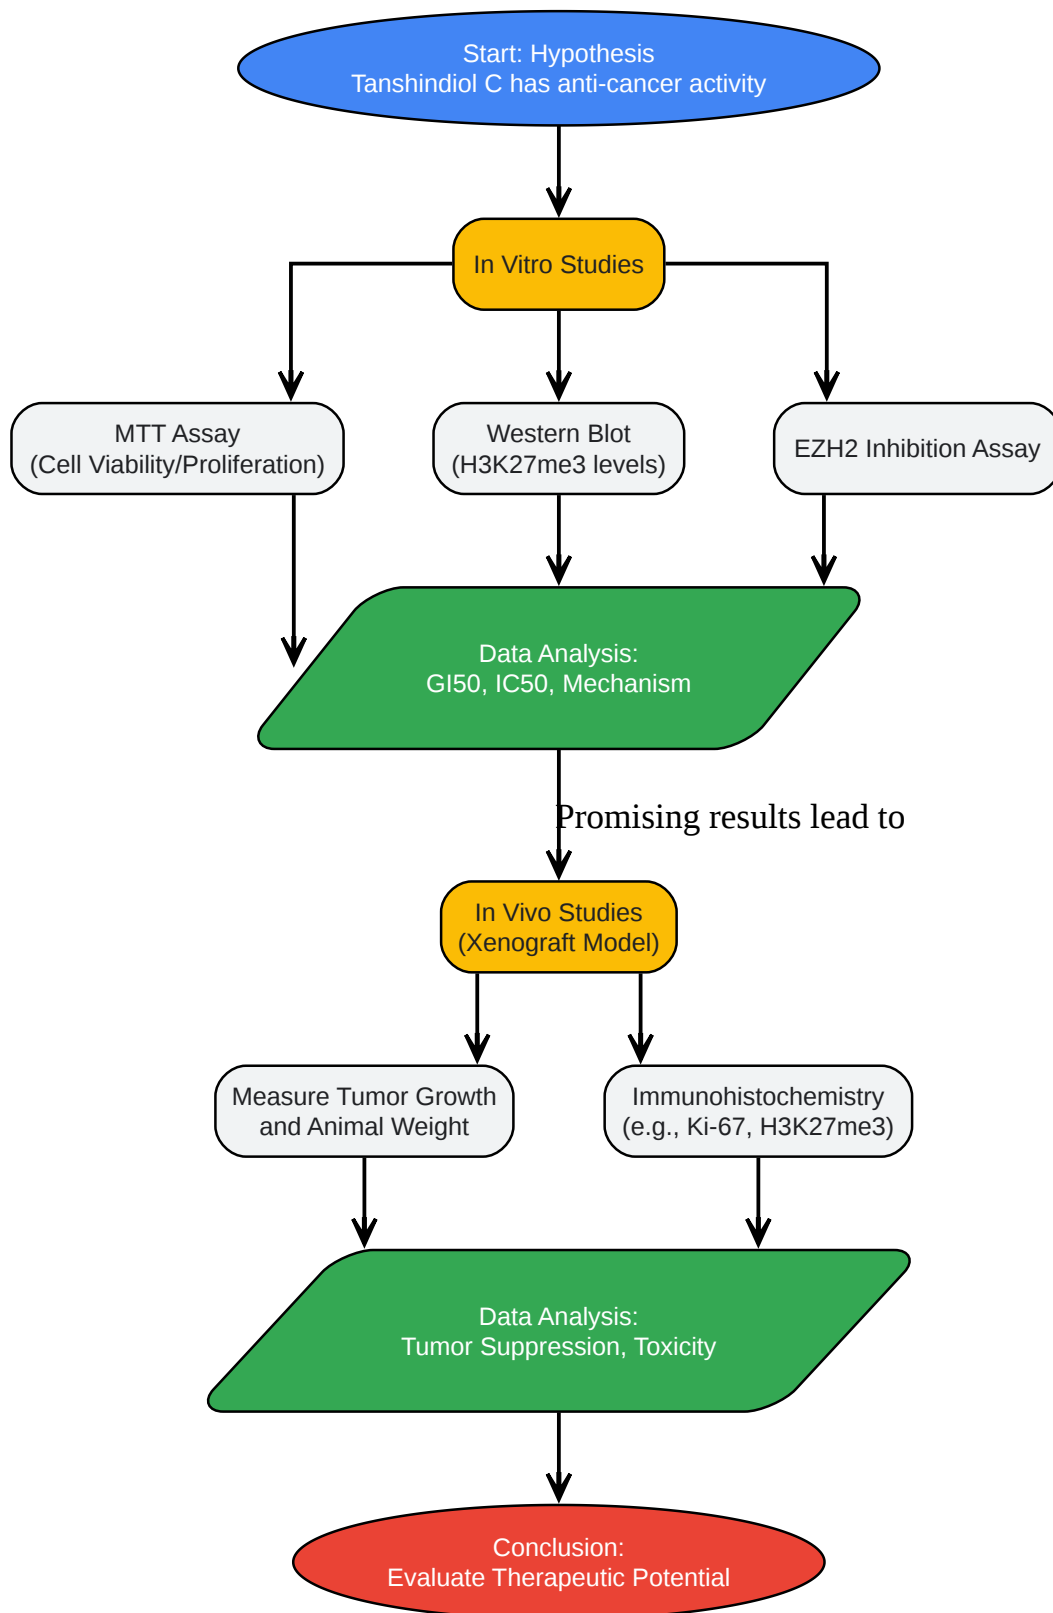 Start: Hypothesis
Tanshindiol C has anti-cancer activity
In Vitro Studies
MTT Assay
(Cell Viability/Proliferation)
Western Blot
(H3K27me3 levels)
EZH2 Inhibition Assay
Data Analysis:
GI50, IC50, Mechanism
Promising results lead to
In Vivo Studies
(Xenograft Model)
Measure Tumor Growth
and Animal Weight
Immunohistochemistry
(e.g., Ki-67, H3K27me3)
Data Analysis:
Tumor Suppression, Toxicity
Conclusion:
Evaluate Therapeutic Potential